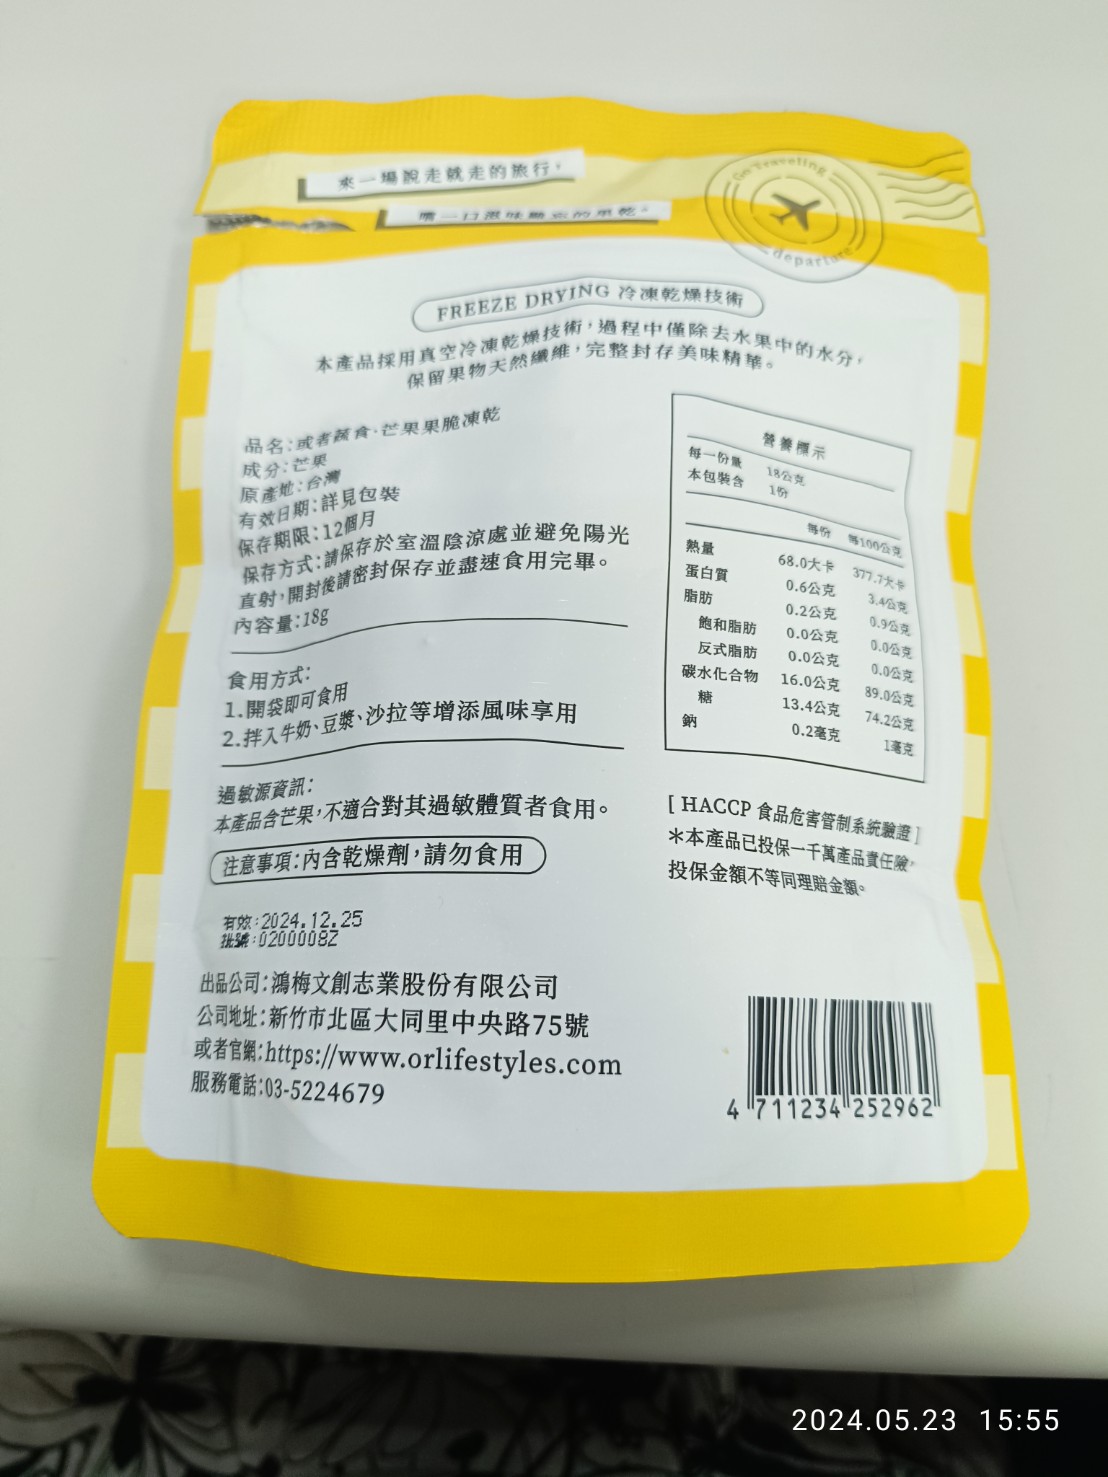 來一場說走就走的旅行，
嚐一口滋味難忘的果乾。
Go Traveling
departure
FREEZE DRYING 冷凍乾燥技術
本產品採用真空冷凍乾燥技術，過程中僅除去水果中的水分，
保留果物天然纖維，完整封存美味精華。
品名：或者蔬食·芒果果脆凍乾
成分：芒果
原產地：台灣
有效日期：詳見包裝
保存期限：12個月
保存方式：請保存於室溫陰涼處並避免陽光
直射，開封後請密封保存並盡速食用完畢。
內容量：18g
食用方式：
1.開袋即可食用
2.拌入牛奶、豆漿、沙拉等增添風味享用
過敏源資訊：
本產品含芒果，不適合對其過敏體質者食用。
注意事項：內含乾燥劑，請勿食用
有效：2024.12.25
批號：0200008Z
出品公司：鴻梅文創志業股份有限公司
公司地址：新竹市北區大同里中央路75號
或者官網：https://www.orlifestyles.com
服務電話：03-5224679
營養標示
每一份量 18公克
本包裝含 1份
每份 每100公克
熱量 68.0大卡 377.7大卡
蛋白質 0.6公克 3.4公克
脂肪 0.2公克 0.9公克
飽和脂肪 0.0公克 0.0公克
反式脂肪 0.0公克 0.0公克
碳水化合物 16.0公克 89.0公克
糖 13.4公克 74.2公克
鈉 0.2毫克 1毫克
[ HACCP 食品危害管制系統驗證 ]
＊本產品已投保一千萬產品責任險，
投保金額不等同理賠金額。
4 711234 252962
2024.05.23 15:55